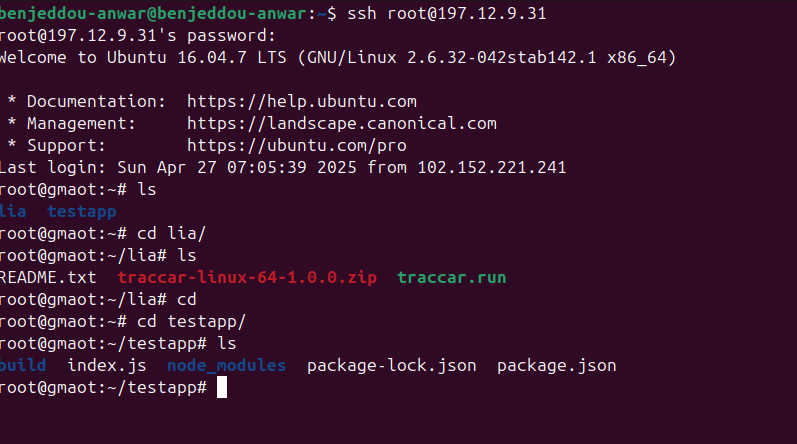 benjeddou-anwar@benjeddou-anwar:~$ ssh root@197.12.9.31
root@197.12.9.31's password:
Welcome to Ubuntu 16.04.7 LTS (GNU/Linux 2.6.32-042stab142.1 x86_64)

 * Documentation:  https://help.ubuntu.com
 * Management:     https://landscape.canonical.com
 * Support:        https://ubuntu.com/pro
Last login: Sun Apr 27 07:05:39 2025 from 102.152.221.241
root@gmaot:~# ls
lia  testapp
root@gmaot:~# cd lia/
root@gmaot:~/lia# ls
README.txt  traccar-linux-64-1.0.0.zip  traccar.run
root@gmaot:~/lia# cd
root@gmaot:~# cd testapp/
root@gmaot:~/testapp# ls
build  index.js  node_modules  package-lock.json  package.json
root@gmaot:~/testapp#